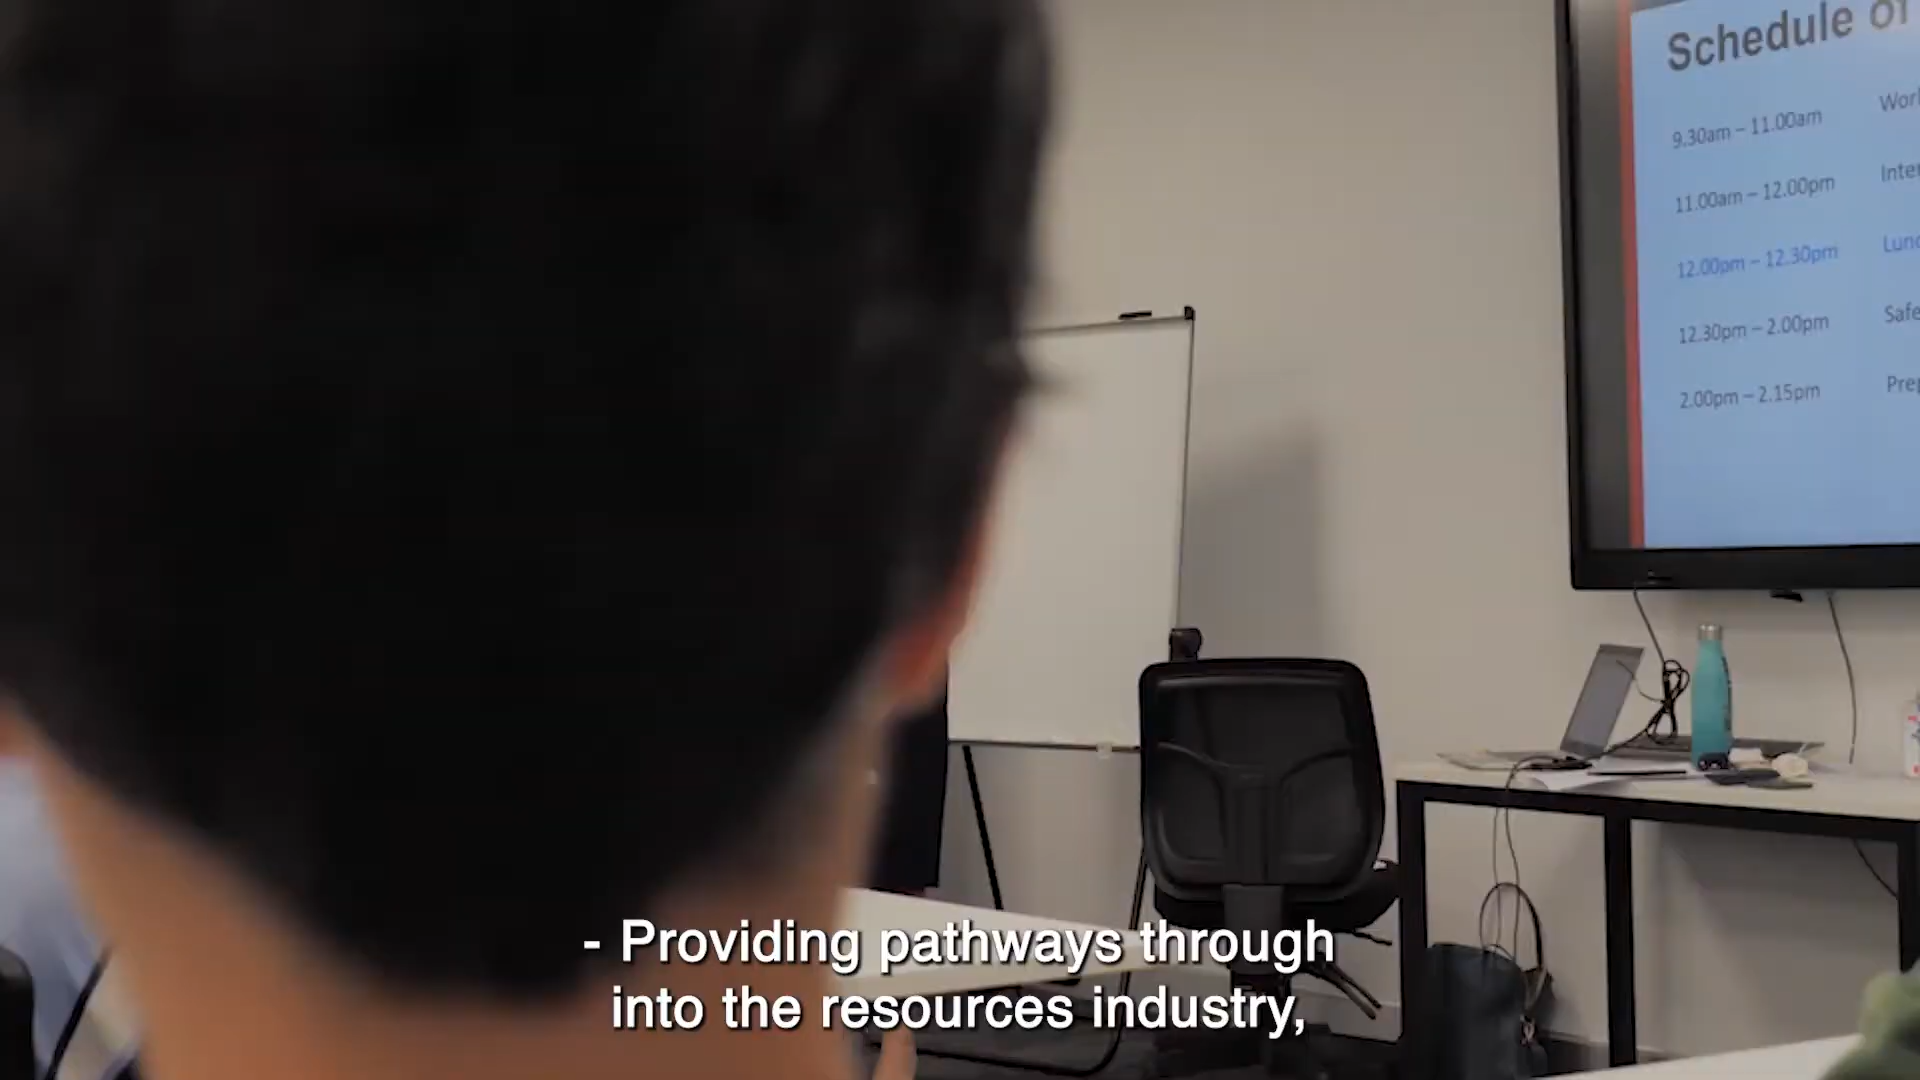 Schedule of
9.30am – 11.00am
11.00am – 12.00pm
12.00pm – 12.30pm
12.30pm – 2.00pm
2.00pm – 2.15pm
- Providing pathways through
into the resources industry,